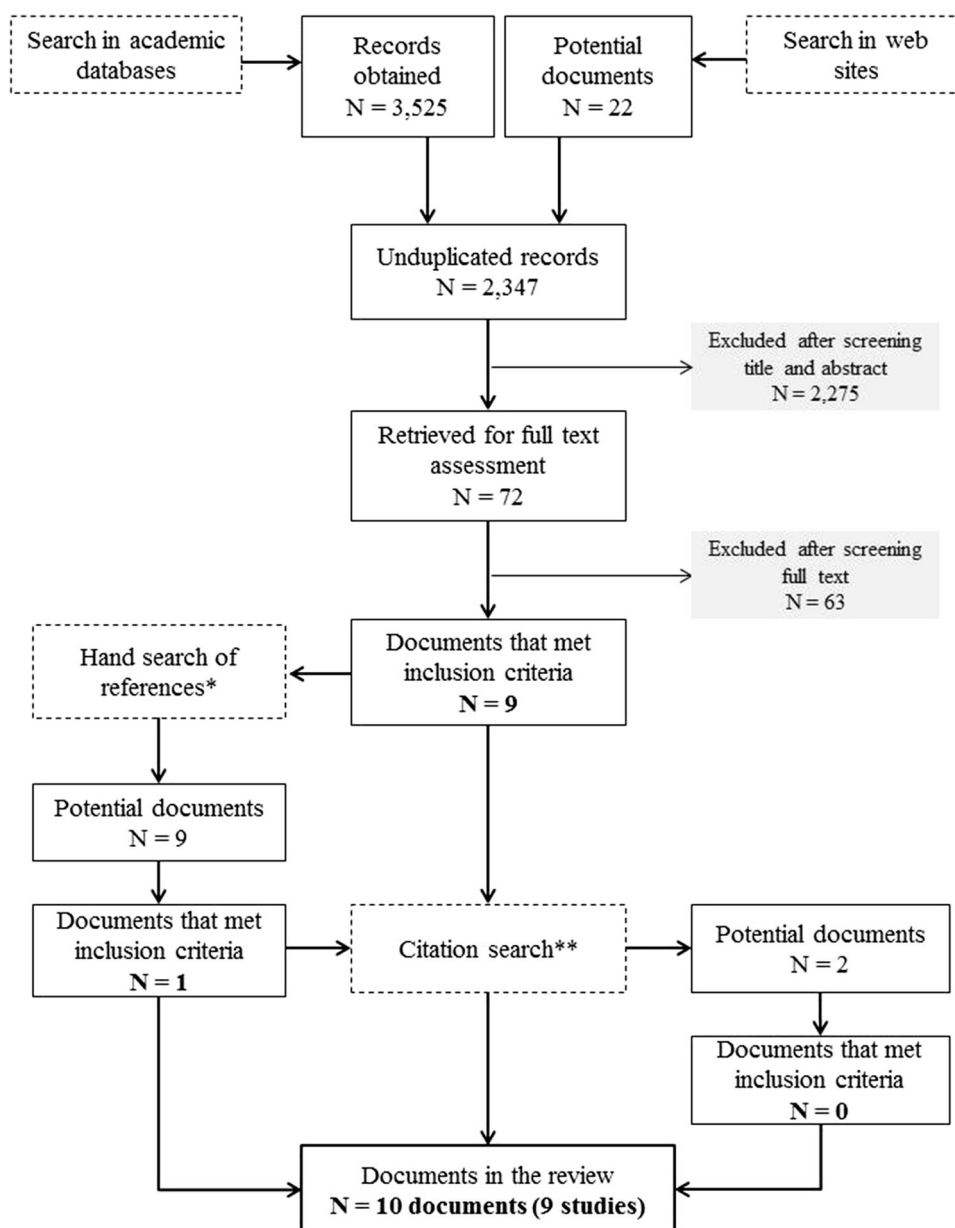 Search in academic
databases
Records
obtained
N = 3,525
Potential
documents
N = 22
Search in web
sites
Unduplicated records
N = 2,347
Excluded after screening
title and abstract
N = 2,275
Retrieved for full text
assessment
N = 72
Excluded after screening
full text
N = 63
Documents that met
inclusion criteria
N = 9
Hand search of
references*
Potential documents
N = 9
Documents that met
inclusion criteria
N = 1
Citation search**
Potential documents
N = 2
Documents that met
inclusion criteria
N = 0
Documents in the review
N = 10 documents (9 studies)